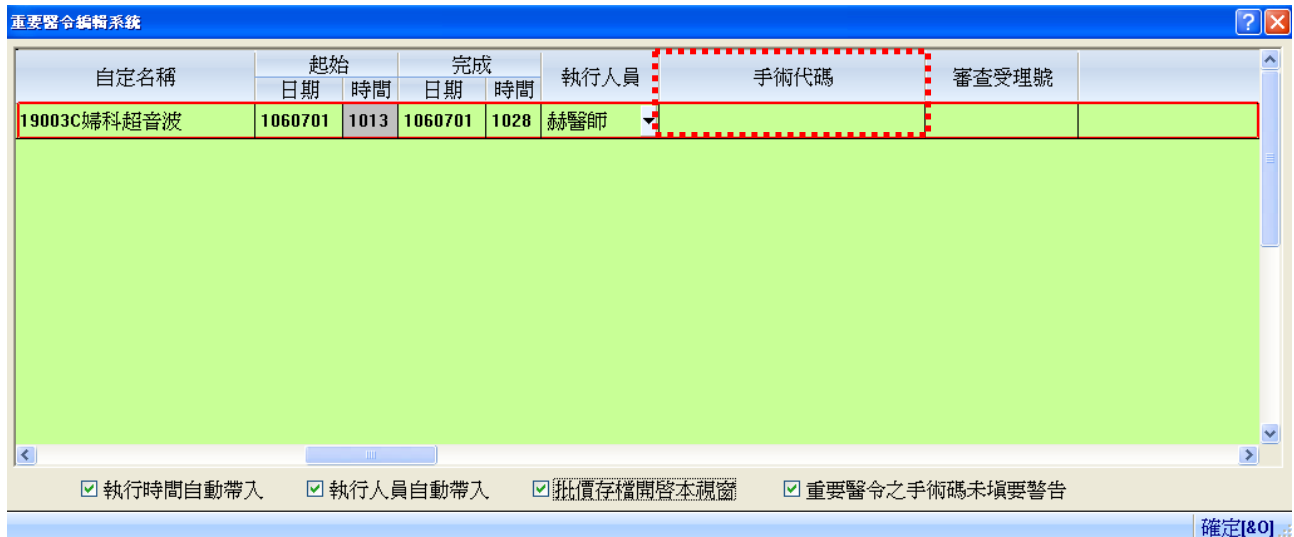 重要醫令編輯系統
自定名稱 起始 完成 執行人員 手術代碼 審查受理號
日期 時間 日期 時間
19003C婦科超音波 1060701 1013 1060701 1028 赫醫師
執行時間自動帶入 執行人員自動帶入 批價存檔開啓本視窗 重要醫令之手術碼未填要警告
確定[&O]